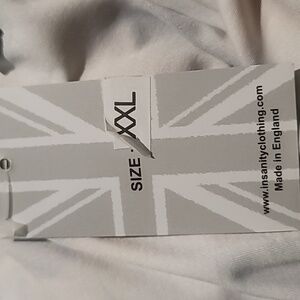 SIZE - XXL
www.insanityclothing.com
Made in England